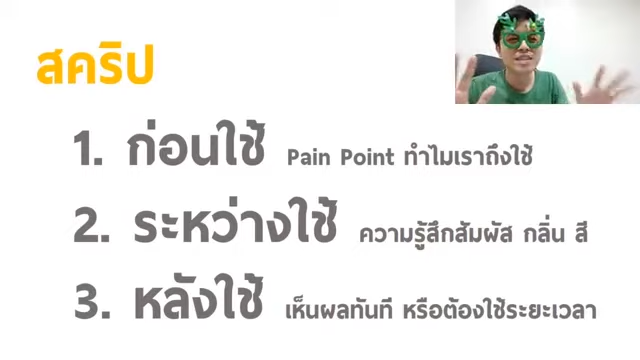 สคริป
1. ก่อนใช้ Pain Point ทำไมเราถึงใช้
2. ระหว่างใช้ ความรู้สึกสัมผัส กลิ่น สี
3. หลังใช้ เห็นผลทันที หรือต้องใช้ระยะเวลา